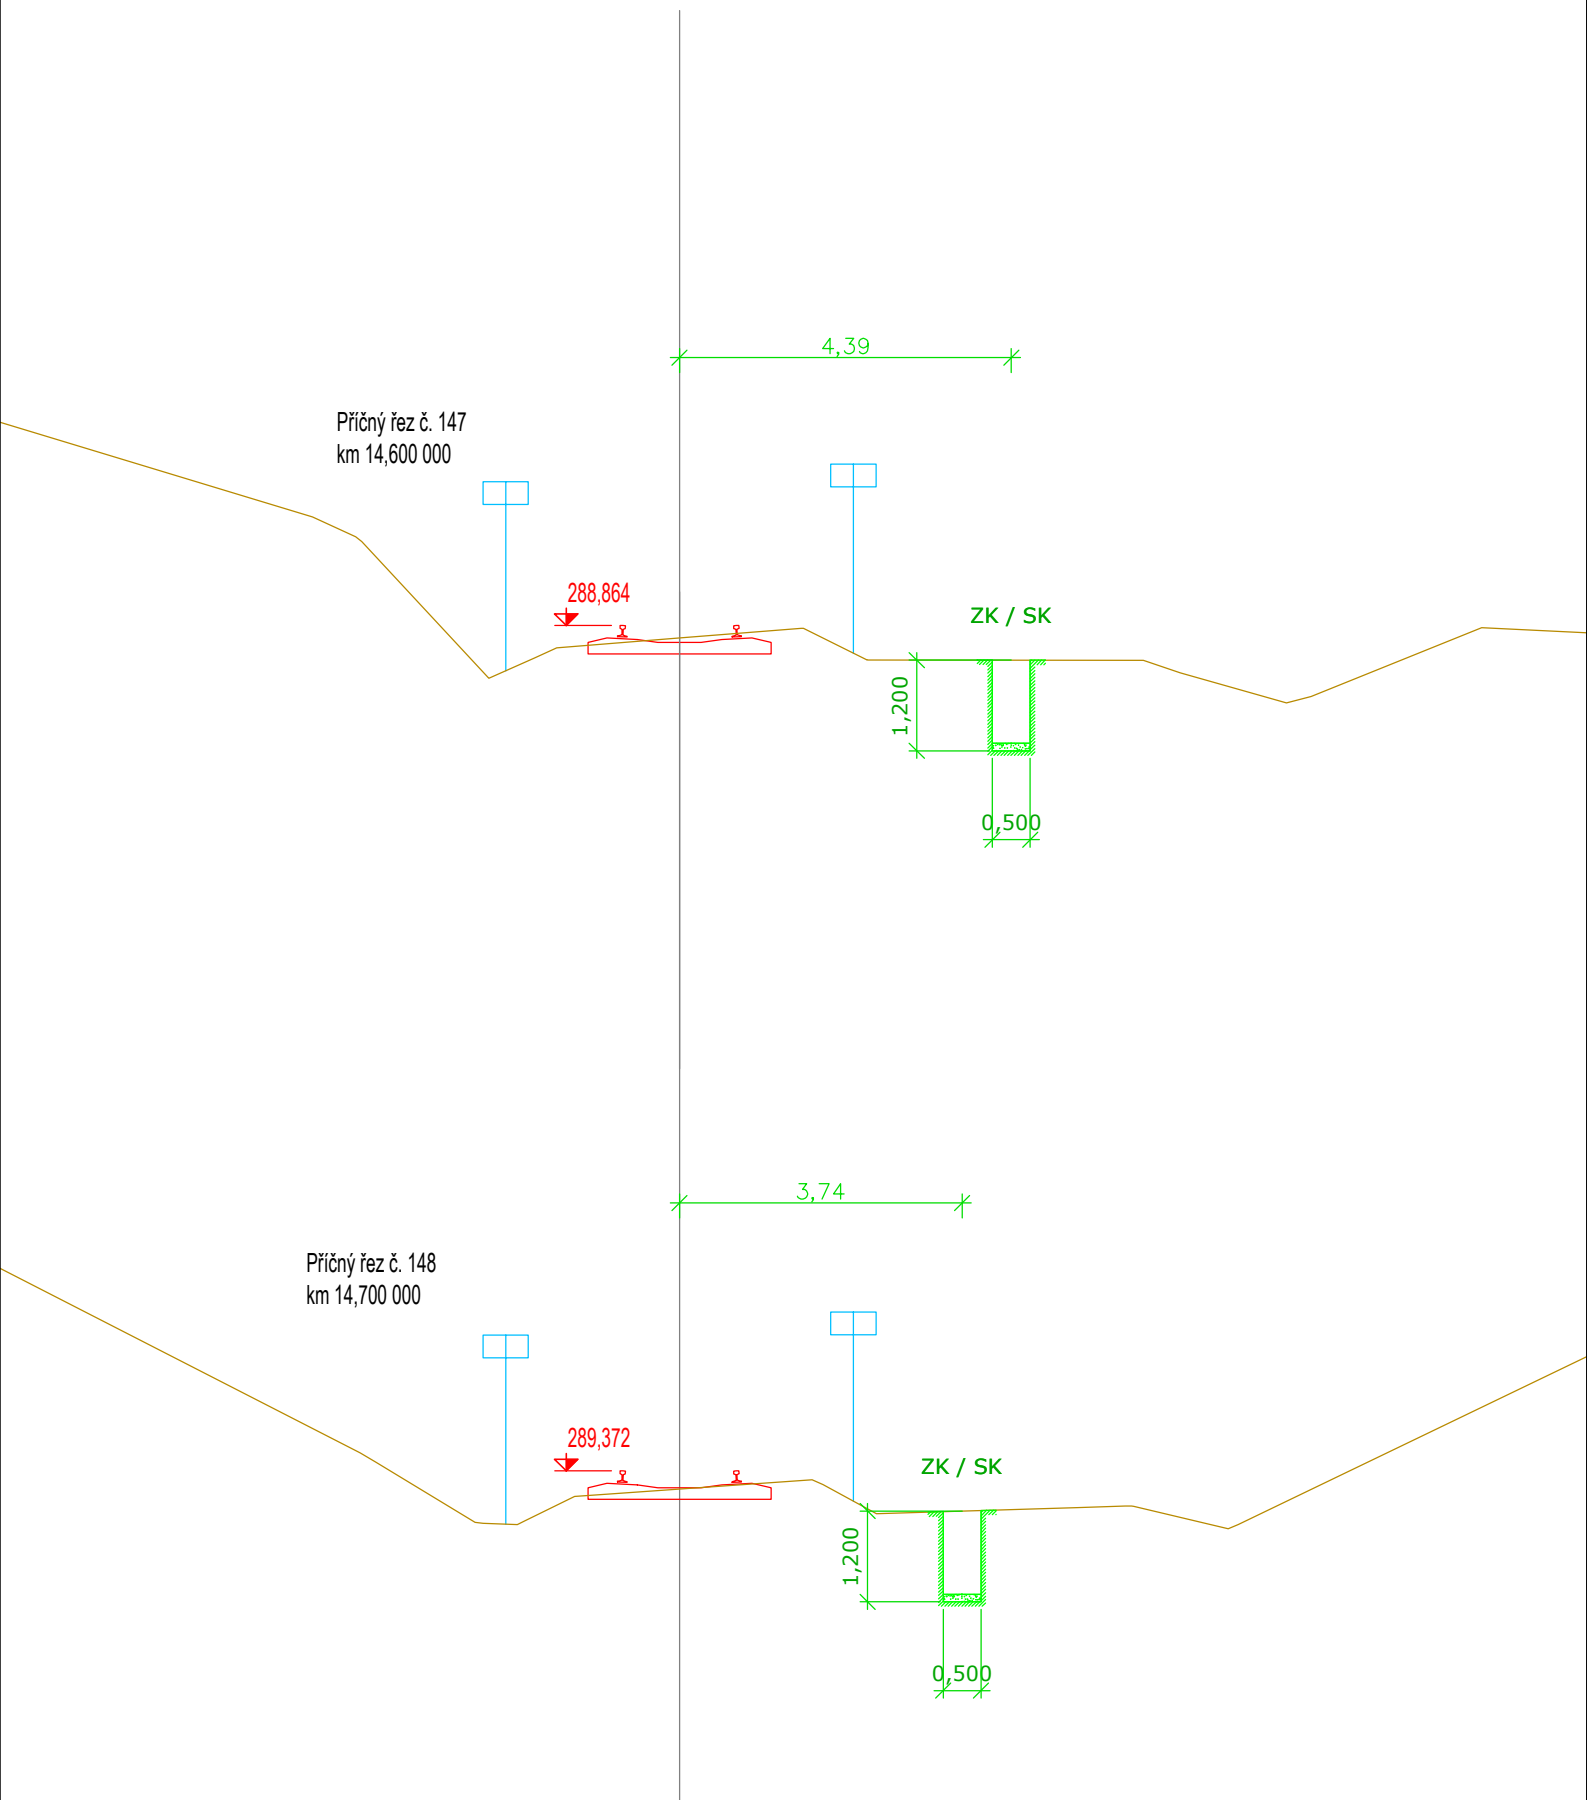 4,39
Příčný řez č. 147
km 14,600 000
288,864
ZK / SK
1,200
0,500
3,74
Příčný řez č. 148
km 14,700 000
289,372
ZK / SK
1,200
0,500